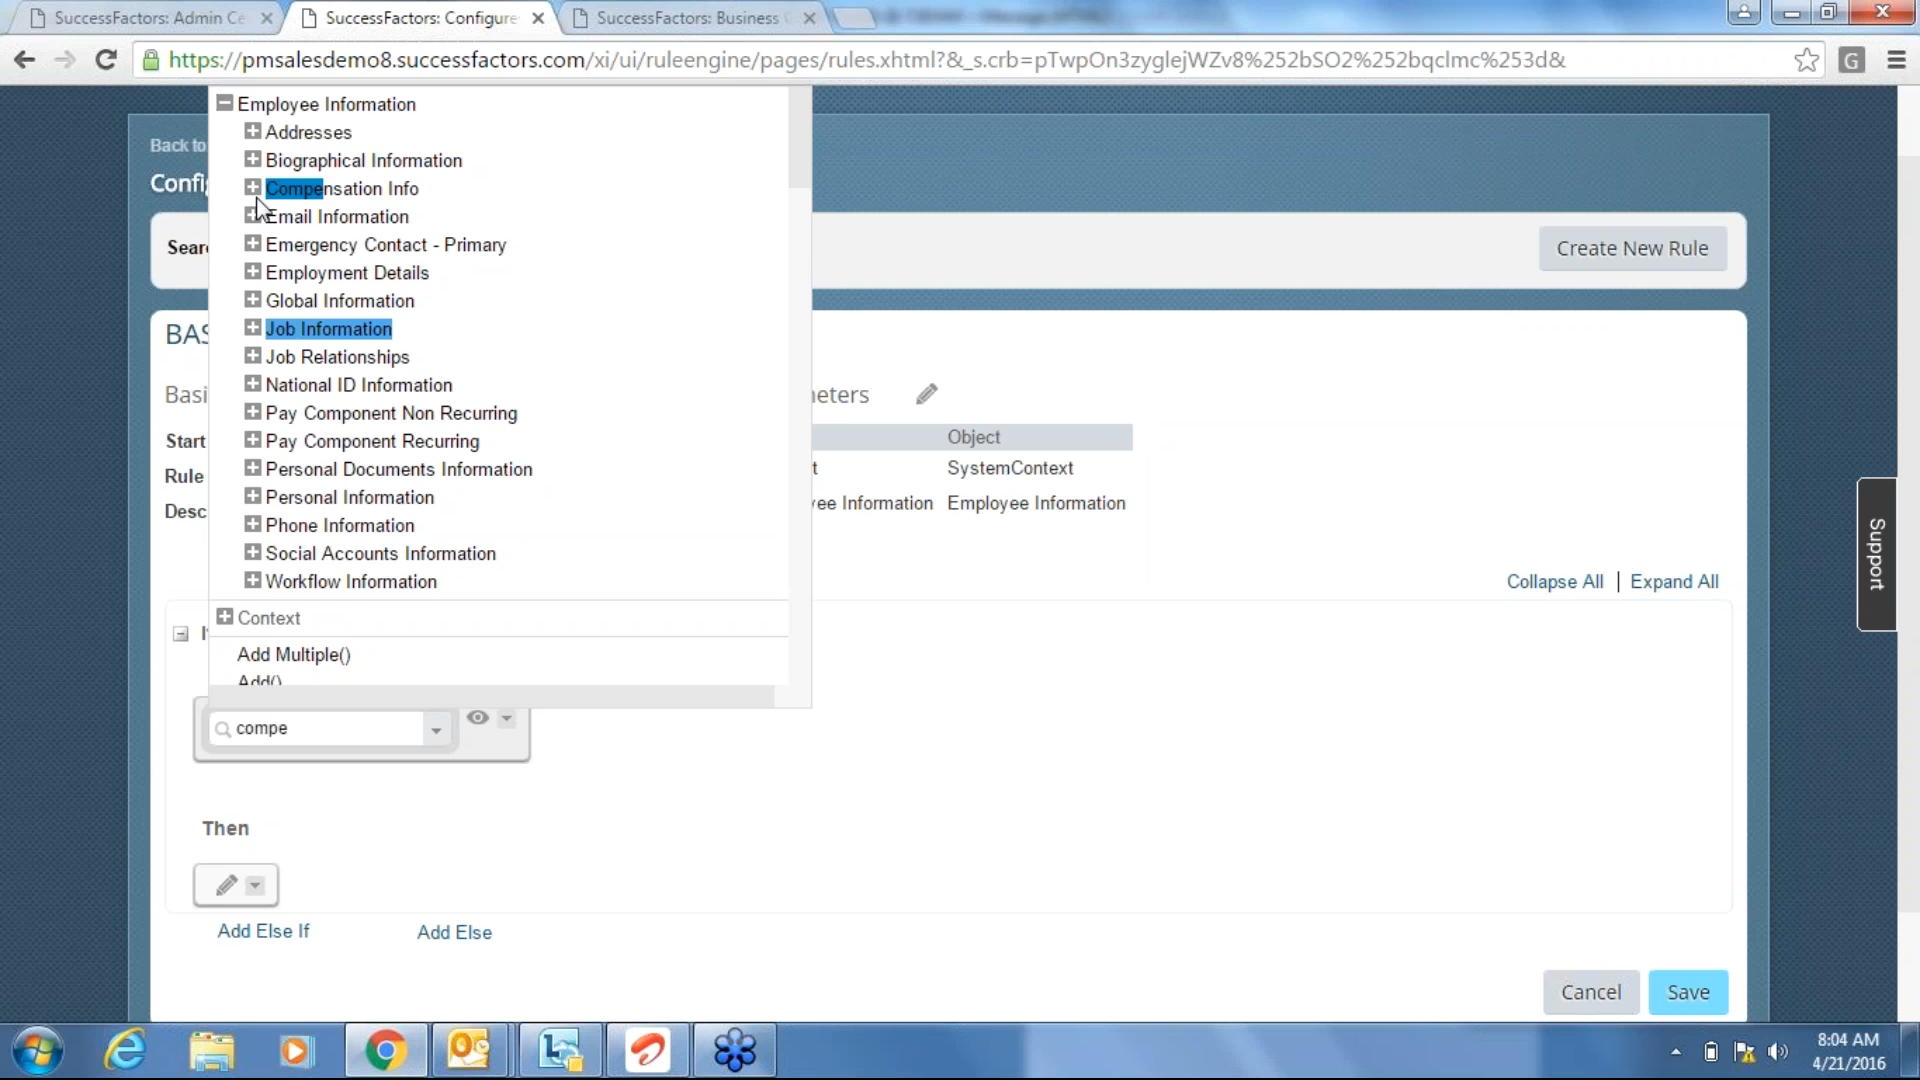 SuccessFactors: Admin Ce
SuccessFactors: Configure
SuccessFactors: Business
https://pmsalesdemo8.successfactors.com/xi/ui/ruleengine/pages/rules.xhtml?&_s.crb=pTwpOn3zyglejWZv8%252bSO2%252bqclmc%253d&
G
Back to
Confi
Sear
Create New Rule
Employee Information
Addresses
Biographical Information
Compensation Info
Email Information
Emergency Contact - Primary
Employment Details
Global Information
Job Information
Job Relationships
National ID Information
Pay Component Non Recurring
Pay Component Recurring
Personal Documents Information
Personal Information
Phone Information
Social Accounts Information
Workflow Information
Context
Add Multiple()
Add()
BAS
Basi
meters
Start
Object
Rule
t
SystemContext
Desc
yee Information
Employee Information
Collapse All | Expand All
Support
compe
Then
Add Else If
Add Else
Cancel
Save
8:04 AM
4/21/2016